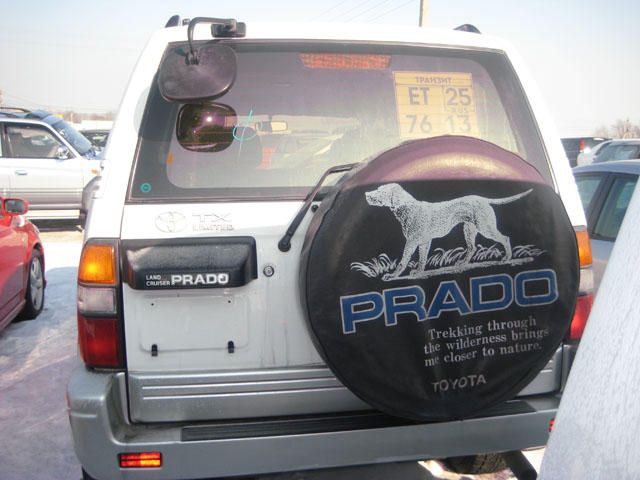 ТРАНЗИТ
ЕТ 25
76 13
TX
LIMITED
LAND
CRUISER PRADO
PRADO
Trekking through
the wilderness brings
me closer to nature.
TOYOTA